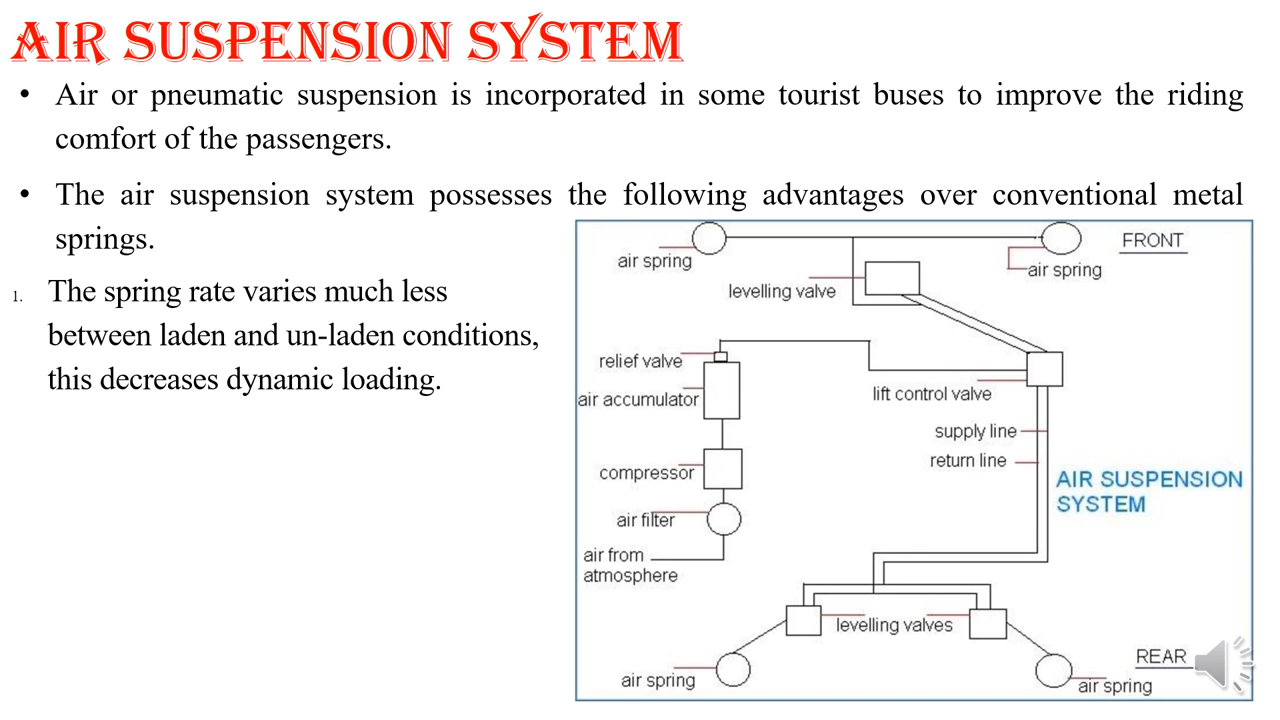 AIR SUSPENSION SYSTEM
• Air or pneumatic suspension is incorporated in some tourist buses to improve the riding
comfort of the passengers.
• The air suspension system possesses the following advantages over conventional metal
springs.
1. The spring rate varies much less
between laden and un-laden conditions,
this decreases dynamic loading.
FRONT
air spring
air spring
levelling valve
relief valve
air accumulator
lift control valve
supply line
return line
compressor
AIR SUSPENSION
SYSTEM
air filter
air from
atmosphere
levelling valves
REAR
air spring
air spring